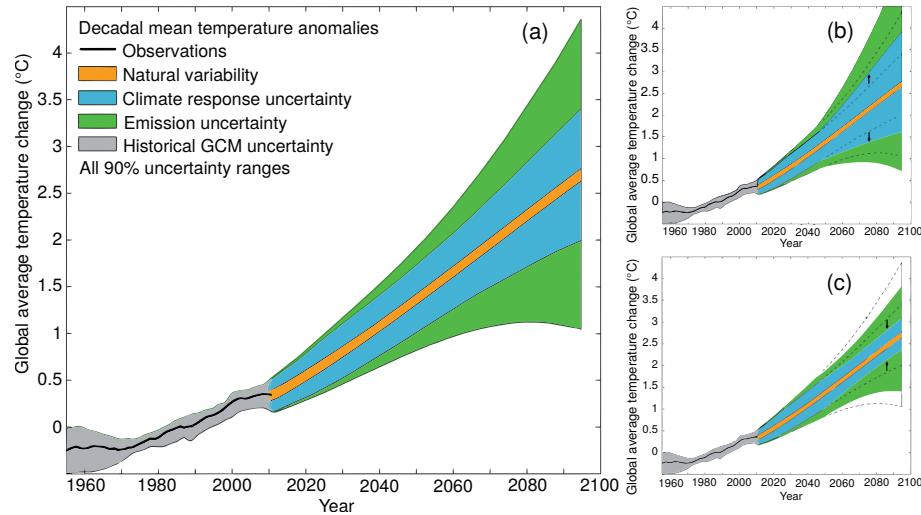 Decadal mean temperature anomalies
Observations
Natural variability
Climate response uncertainty
Emission uncertainty
Historical GCM uncertainty
All 90% uncertainty ranges
(a)
Global average temperature change (°C)
4
3.5
3
2.5
2
1.5
1
0.5
0
1960 1980 2000 2020 2040 2060 2080 2100
Year
(b)
Global average temperature change (°C)
4
3.5
3
2.5
2
1.5
1
0.5
0
1960 1980 2000 2020 2040 2060 2080 2100
Year
(c)
Global average temperature change (°C)
4
3.5
3
2.5
2
1.5
1
0.5
0
1960 1980 2000 2020 2040 2060 2080 2100
Year